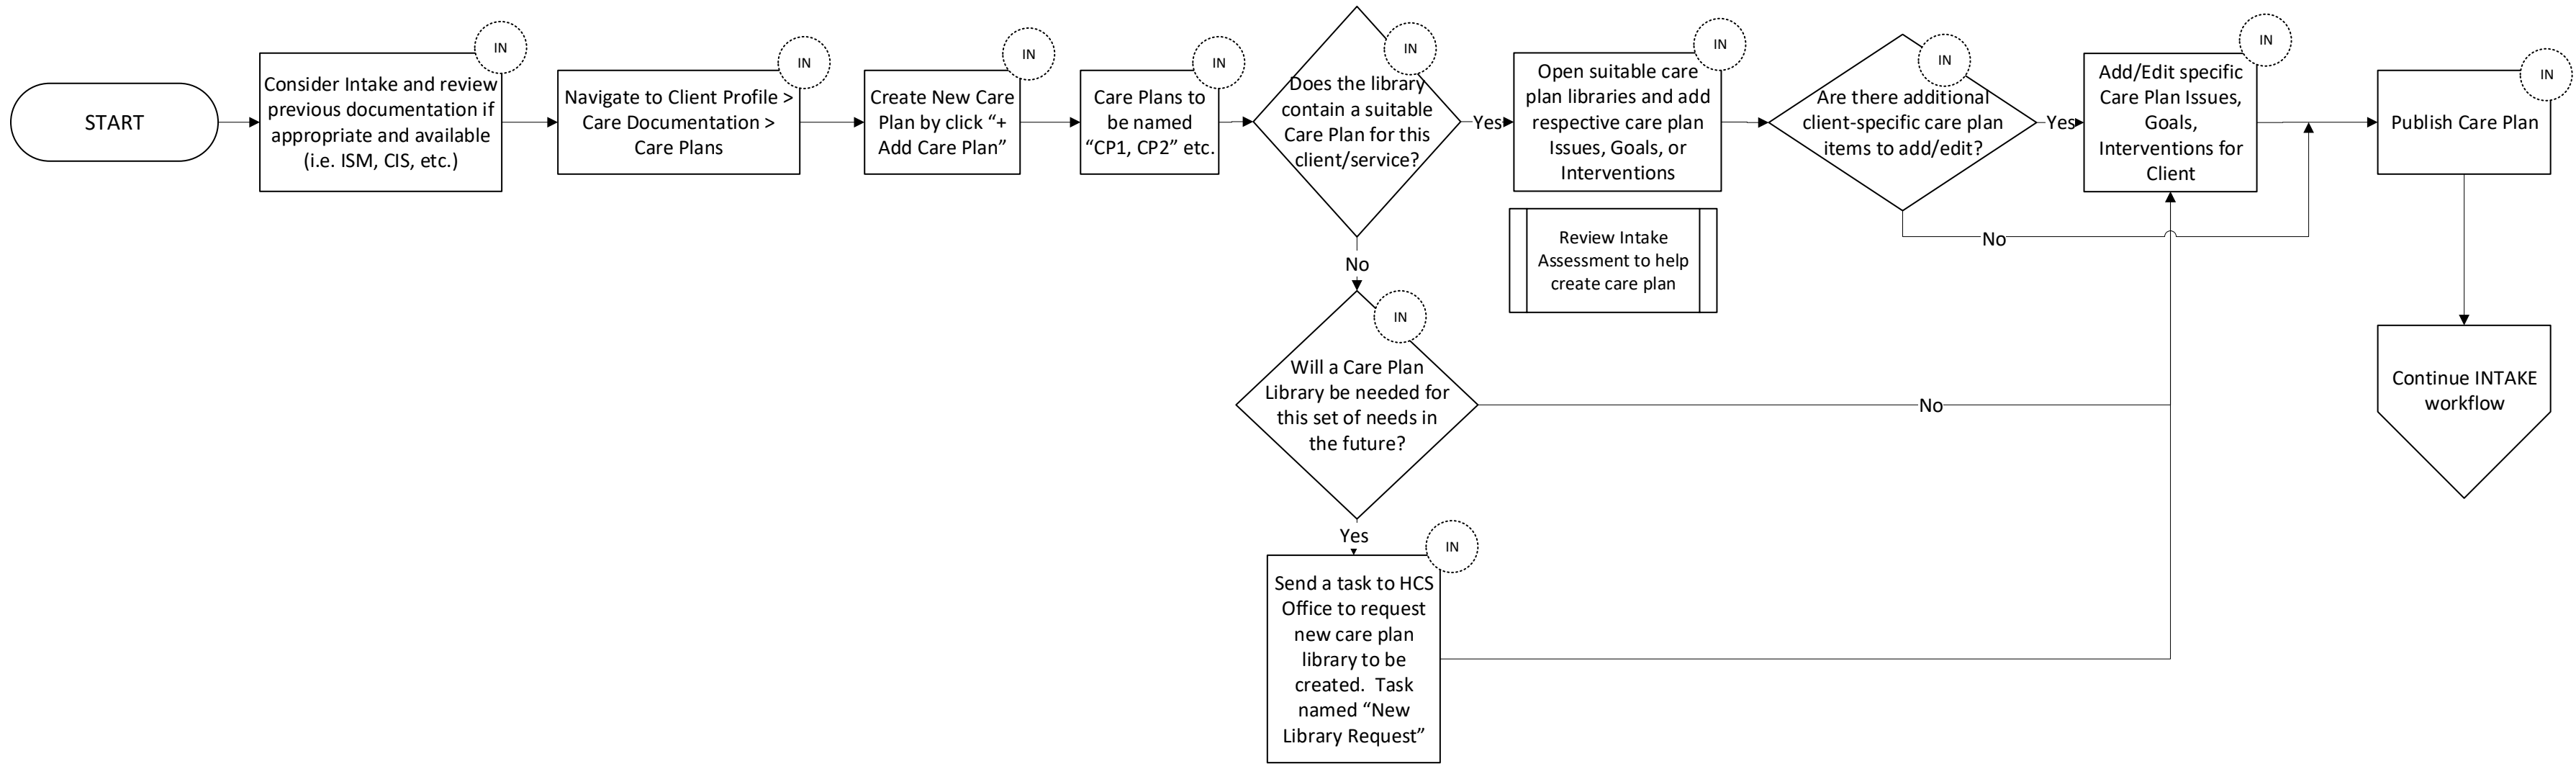 START
IN
Consider Intake and review
previous documentation if
appropriate and available
(i.e. ISM, CIS, etc.)
IN
Navigate to Client Profile >
Care Documentation >
Care Plans
IN
Create New Care
Plan by click “+
Add Care Plan”
IN
Care Plans to
be named
“CP1, CP2” etc.
IN
Does the library
contain a suitable
Care Plan for this
client/service?
Yes
No
IN
Open suitable care
plan libraries and add
respective care plan
Issues, Goals, or
Interventions
Review Intake
Assessment to help
create care plan
IN
Are there additional
client-specific care plan
items to add/edit?
Yes
No
IN
Add/Edit specific
Care Plan Issues,
Goals,
Interventions for
Client
IN
Publish Care Plan
Continue INTAKE
workflow
IN
Will a Care Plan
Library be needed for
this set of needs in
the future?
No
Yes
IN
Send a task to HCS
Office to request
new care plan
library to be
created.  Task
named “New
Library Request”